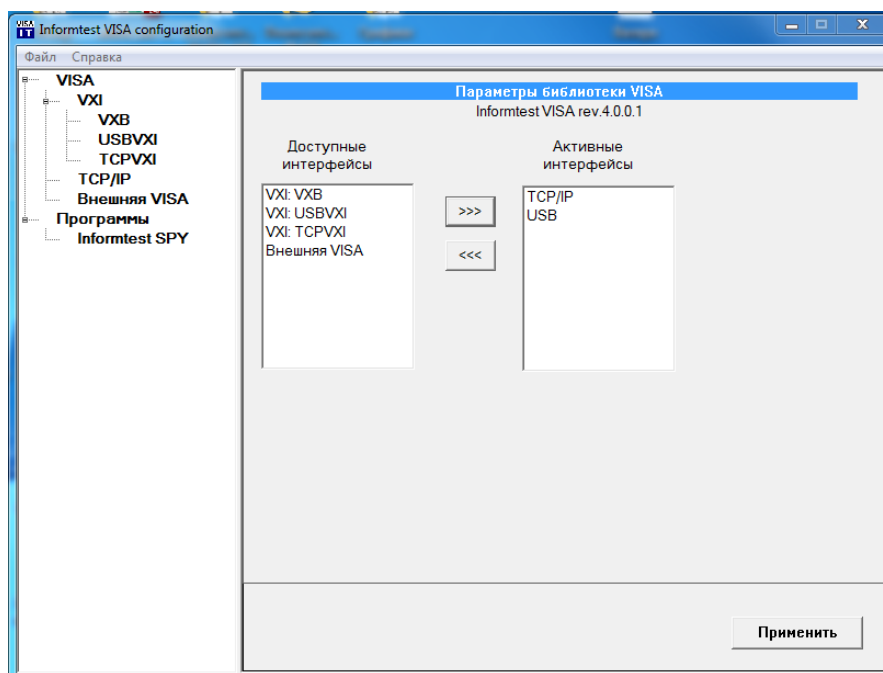 VISA
IT
Informtest VISA configuration
Файл Справка
VISA
VXI
VXB
USBVXI
TCPVXI
TCP/IP
Внешняя VISA
Программы
Informtest SPY
Параметры библиотеки VISA
Informtest VISA rev.4.0.0.1
Доступные
интерфейсы
VXI: VXB
VXI: USBVXI
VXI: TCPVXI
Внешняя VISA
>>>
<<<
Активные
интерфейсы
TCP/IP
USB
Применить